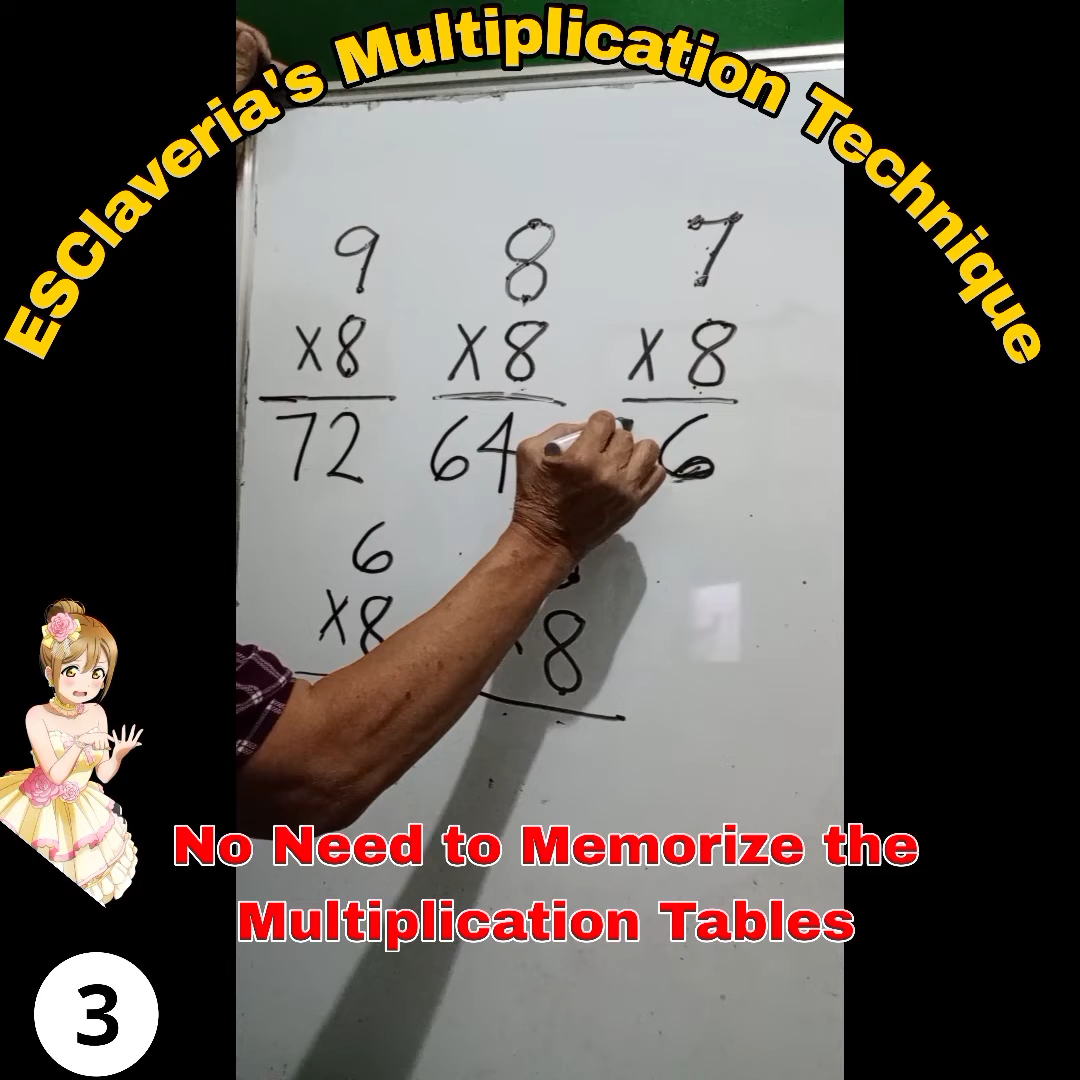 ESClaveria's Multiplication Technique
9 8 7
x8 x8 x8
72 64 6
6
x8 8
No Need to Memorize the
Multiplication Tables
3